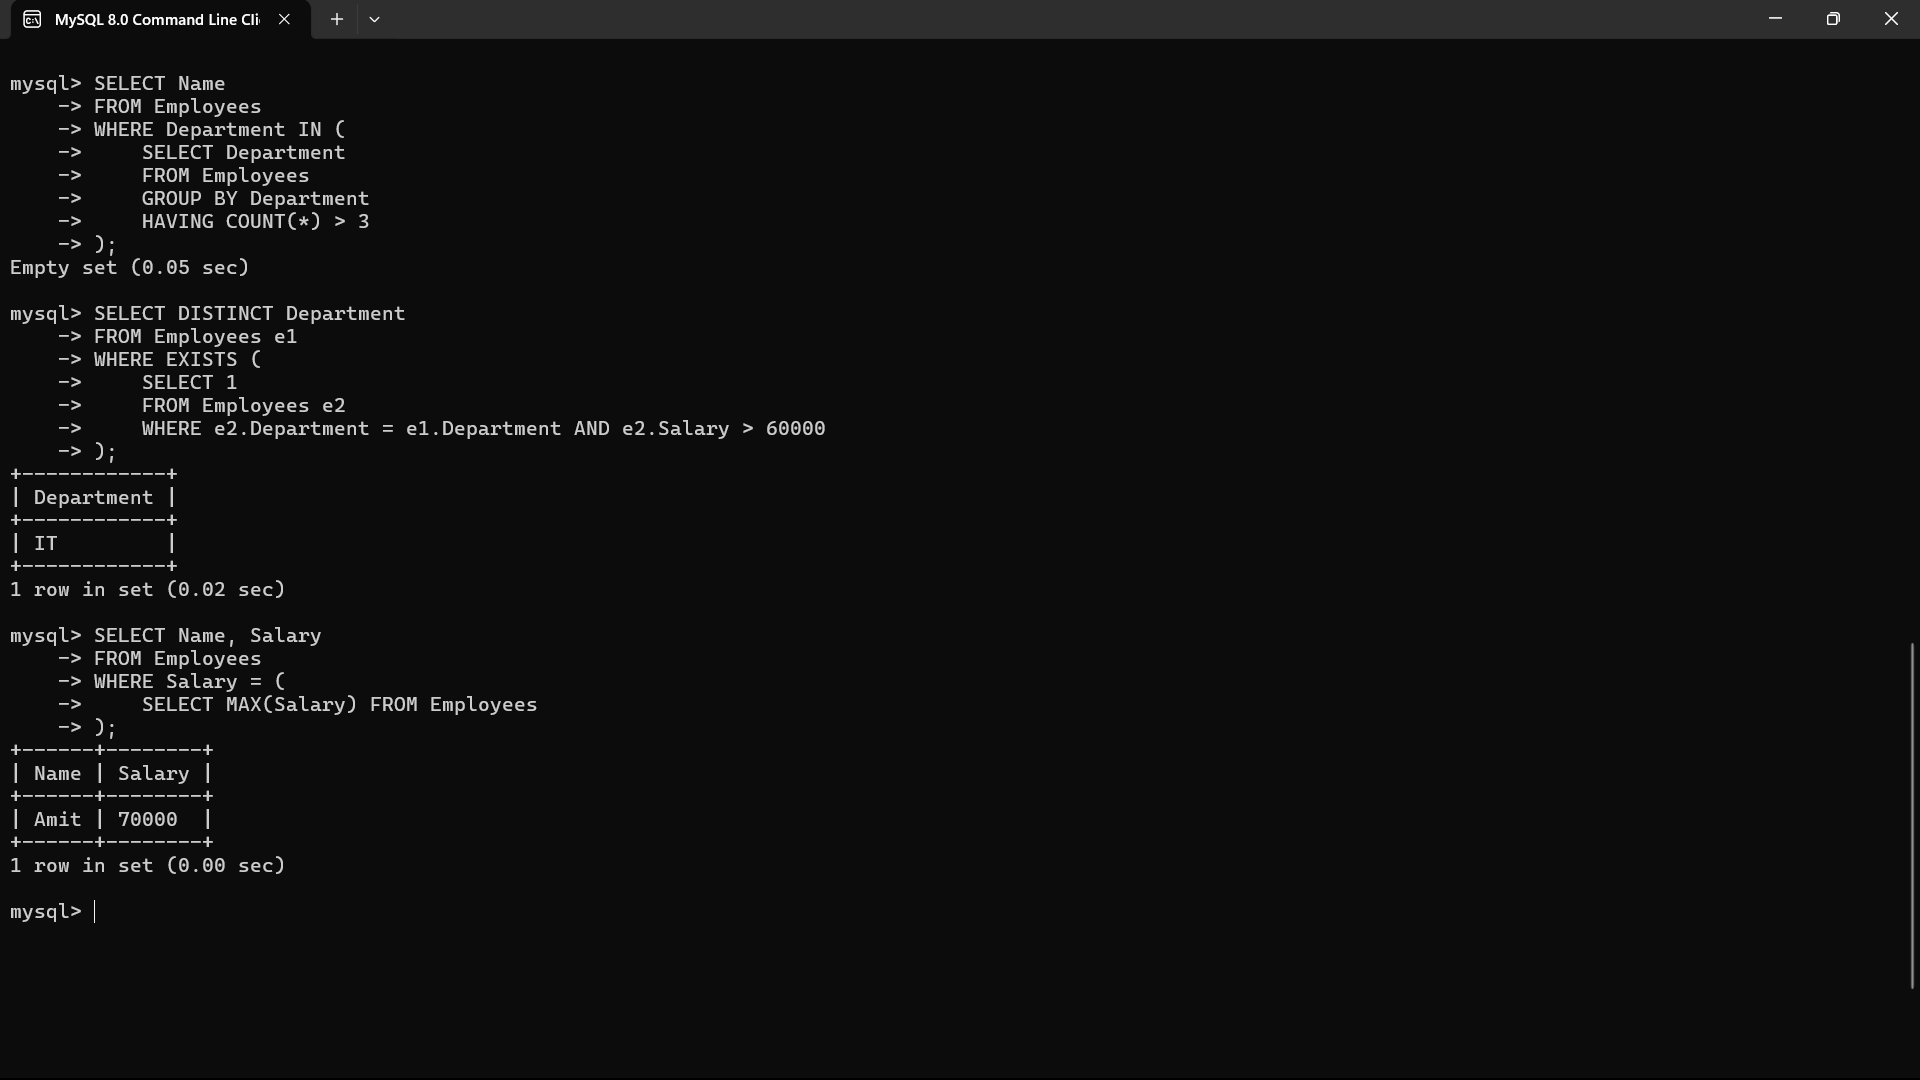 MySQL 8.0 Command Line Cli
mysql> SELECT Name
    -> FROM Employees
    -> WHERE Department IN (
    ->     SELECT Department
    ->     FROM Employees
    ->     GROUP BY Department
    ->     HAVING COUNT(*) > 3
    -> );
Empty set (0.05 sec)
mysql> SELECT DISTINCT Department
    -> FROM Employees e1
    -> WHERE EXISTS (
    ->     SELECT 1
    ->     FROM Employees e2
    ->     WHERE e2.Department = e1.Department AND e2.Salary > 60000
    -> );
+------------+
| Department |
+------------+
| IT         |
+------------+
1 row in set (0.02 sec)
mysql> SELECT Name, Salary
    -> FROM Employees
    -> WHERE Salary = (
    ->     SELECT MAX(Salary) FROM Employees
    -> );
+------+--------+
| Name | Salary |
+------+--------+
| Amit | 70000  |
+------+--------+
1 row in set (0.00 sec)
mysql>